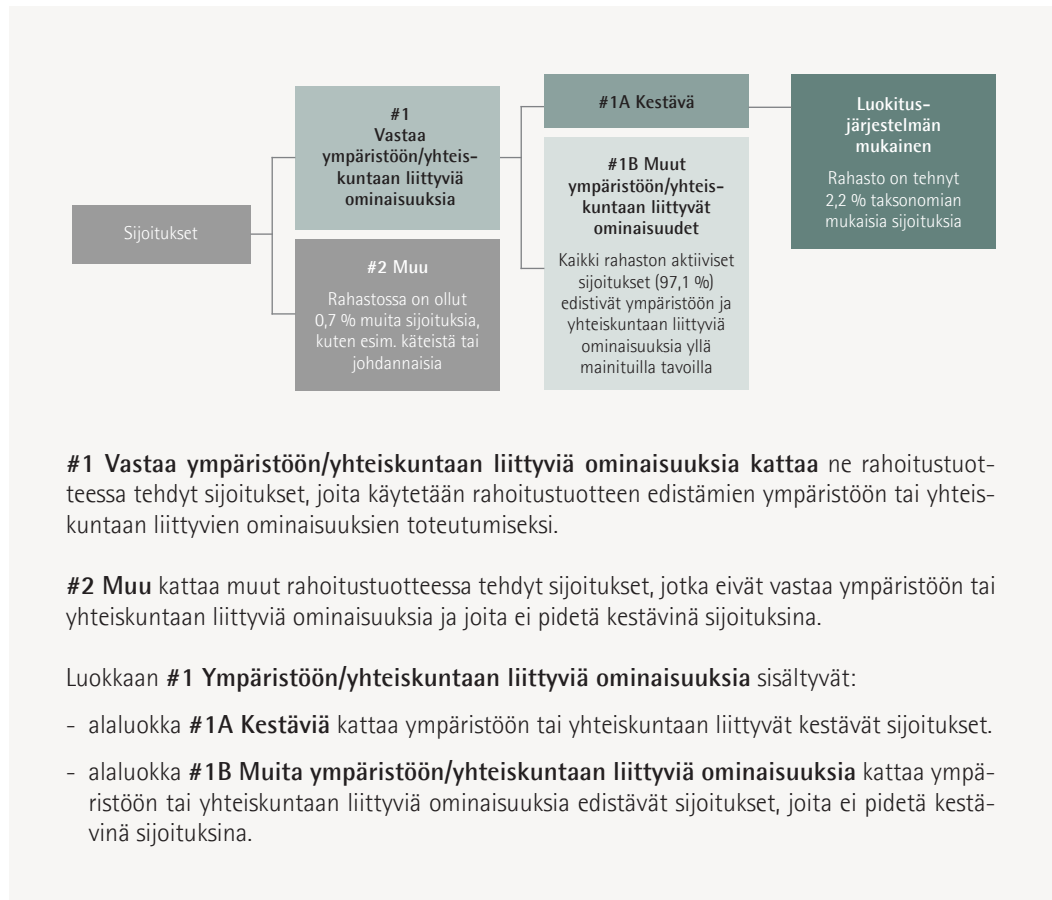 Sijoitukset
#1
Vastaa
ympäristöön/yhteis-
kuntaan liittyviä
ominaisuuksia
#2 Muu
Rahastossa on ollut
0,7 % muita sijoituksia,
kuten esim. käteistä tai
johdannaisia
#1A Kestävä
#1B Muut
ympäristöön/yhteis-
kuntaan liittyvät
ominaisuudet
Kaikki rahaston aktiiviset
sijoitukset (97,1 %)
edistivät ympäristöön ja
yhteiskuntaan liittyviä
ominaisuuksia yllä
mainituilla tavoilla
Luokitus-
järjestelmän
mukainen
Rahasto on tehnyt
2,2 % taksonomian
mukaisia sijoituksia
#1 Vastaa ympäristöön/yhteiskuntaan liittyviä ominaisuuksia kattaa ne rahoitustuot-
teessa tehdyt sijoitukset, joita käytetään rahoitustuotteen edistämien ympäristöön tai yhteis-
kuntaan liittyvien ominaisuuksien toteutumiseksi.
#2 Muu kattaa muut rahoitustuotteessa tehdyt sijoitukset, jotka eivät vastaa ympäristöön tai
yhteiskuntaan liittyviä ominaisuuksia ja joita ei pidetä kestävinä sijoituksina.
Luokkaan #1 Ympäristöön/yhteiskuntaan liittyviä ominaisuuksia sisältyvät:
- alaluokka #1A Kestäviä kattaa ympäristöön tai yhteiskuntaan liittyvät kestävät sijoitukset.
- alaluokka #1B Muita ympäristöön/yhteiskuntaan liittyviä ominaisuuksia kattaa ympä-
ristöön tai yhteiskuntaan liittyviä ominaisuuksia edistävät sijoitukset, joita ei pidetä kestä-
vinä sijoituksina.